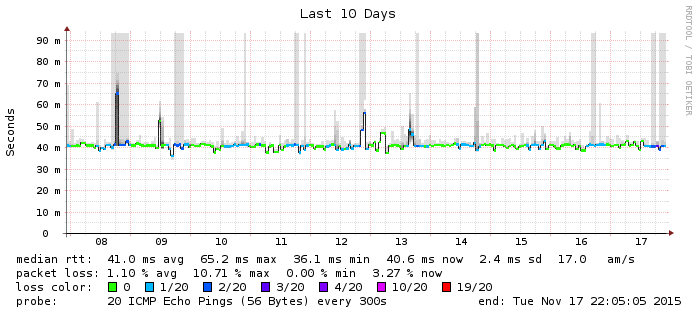 Last 10 Days
RRDTOOL / TOBI OETIKER
Seconds
90 m
80 m
70 m
60 m
50 m
40 m
30 m
20 m
10 m
0
08 09 10 11 12 13 14 15 16 17
median rtt: 41.0 ms avg 65.2 ms max 36.1 ms min 40.6 ms now 2.4 ms sd 17.0 am/s
packet loss: 1.10 % avg 10.71 % max 0.00 % min 3.27 % now
loss color: 0 1/20 2/20 3/20 4/20 10/20 19/20
probe: 20 ICMP Echo Pings (56 Bytes) every 300s end: Tue Nov 17 22:05:05 2015